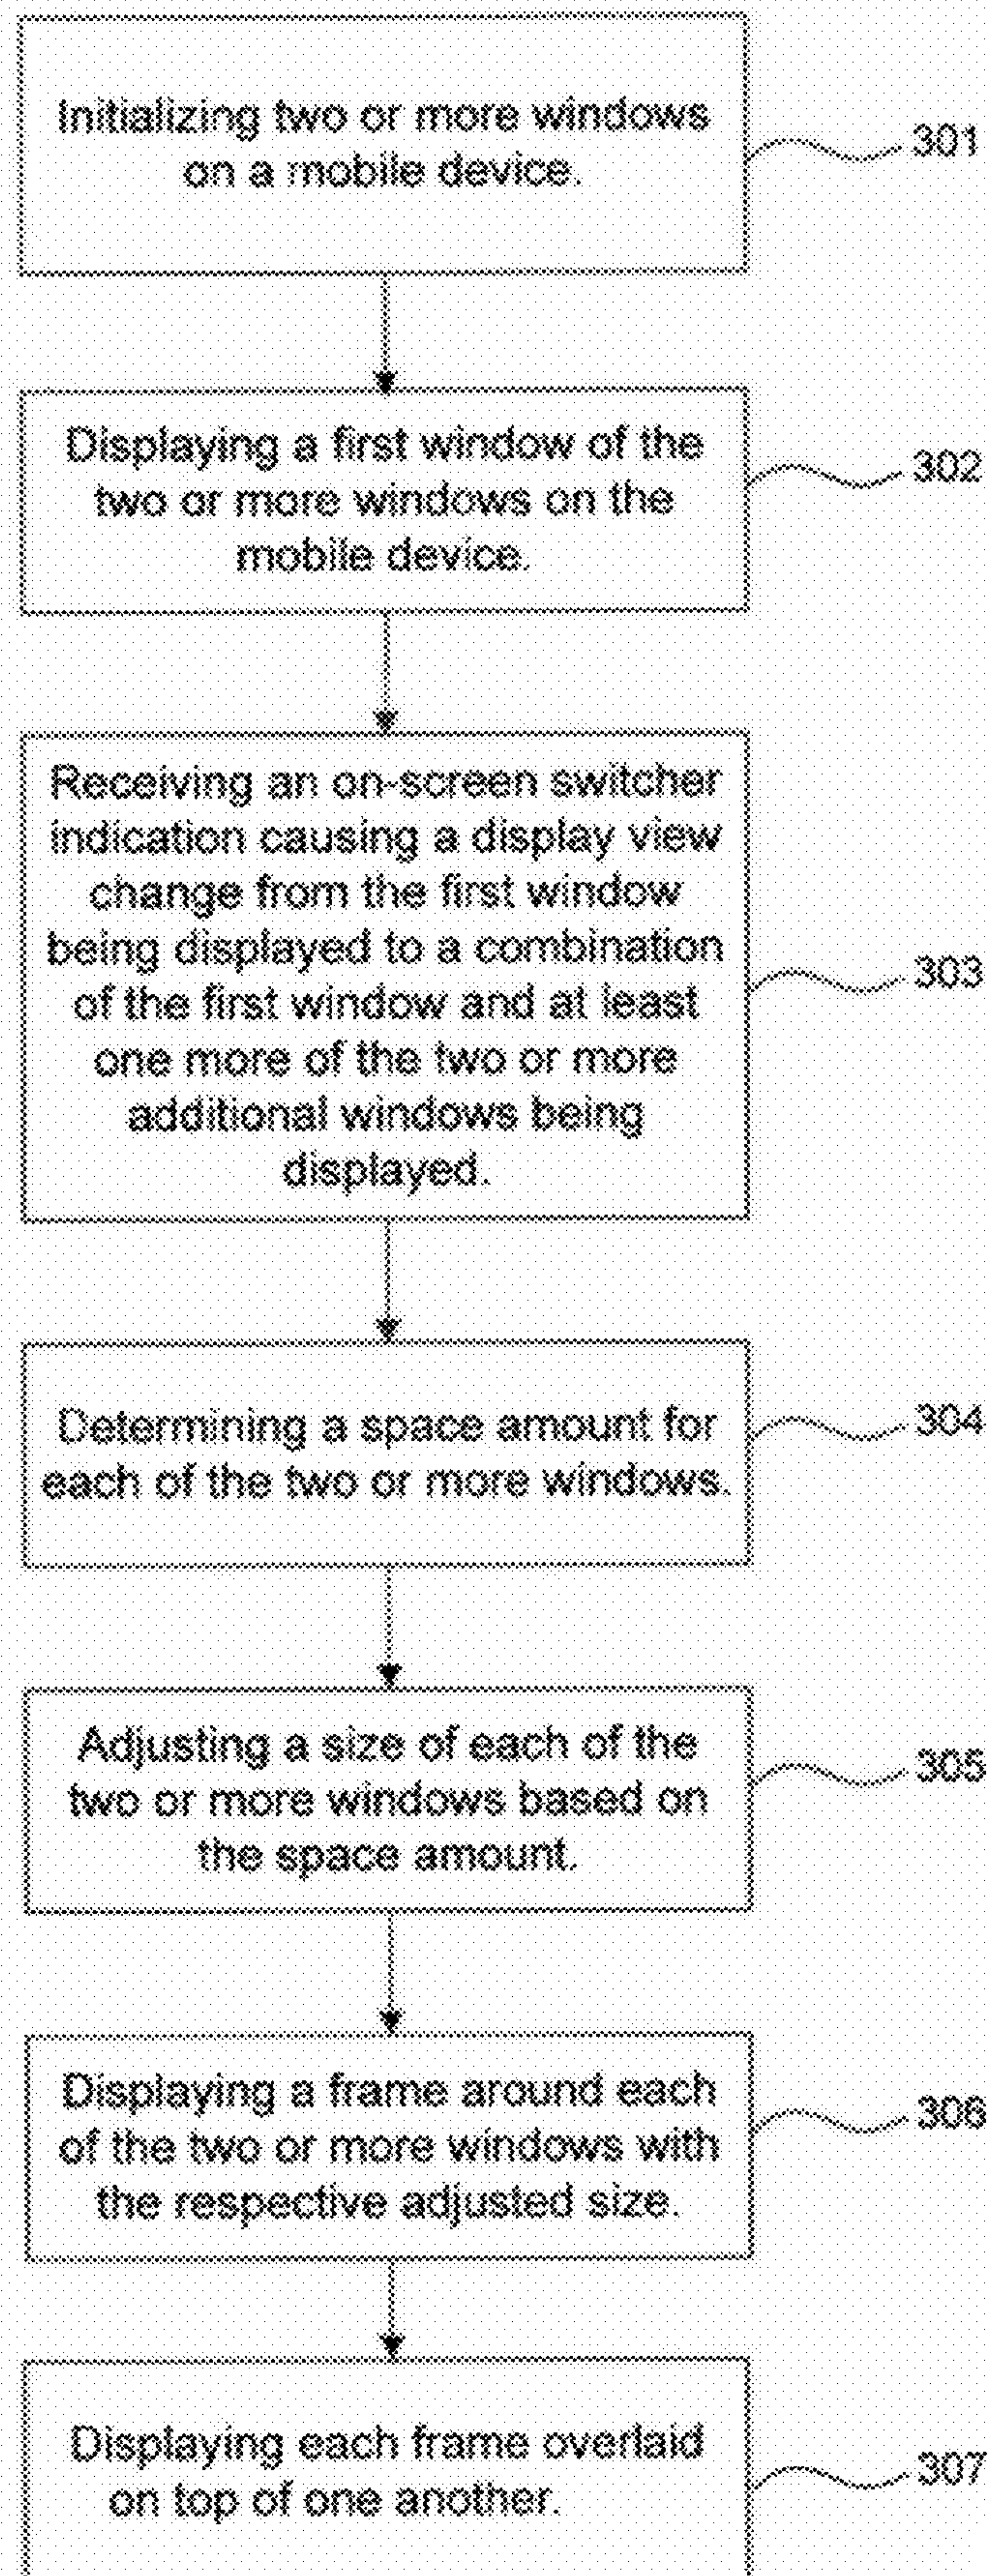 Initializing two or more windows
on a mobile device.
301
Displaying a first window of the
two or more windows on the
mobile device.
302
Receiving an on-screen switcher
indication causing a display view
change from the first window
being displayed to a combination
of the first window and at least
one more of the two or more
additional windows being
displayed.
303
Determining a space amount for
each of the two or more windows.
304
Adjusting a size of each of the
two or more windows based on
the space amount.
305
Displaying a frame around each
of the two or more windows with
the respective adjusted size.
306
Displaying each frame overlaid
on top of one another.
307